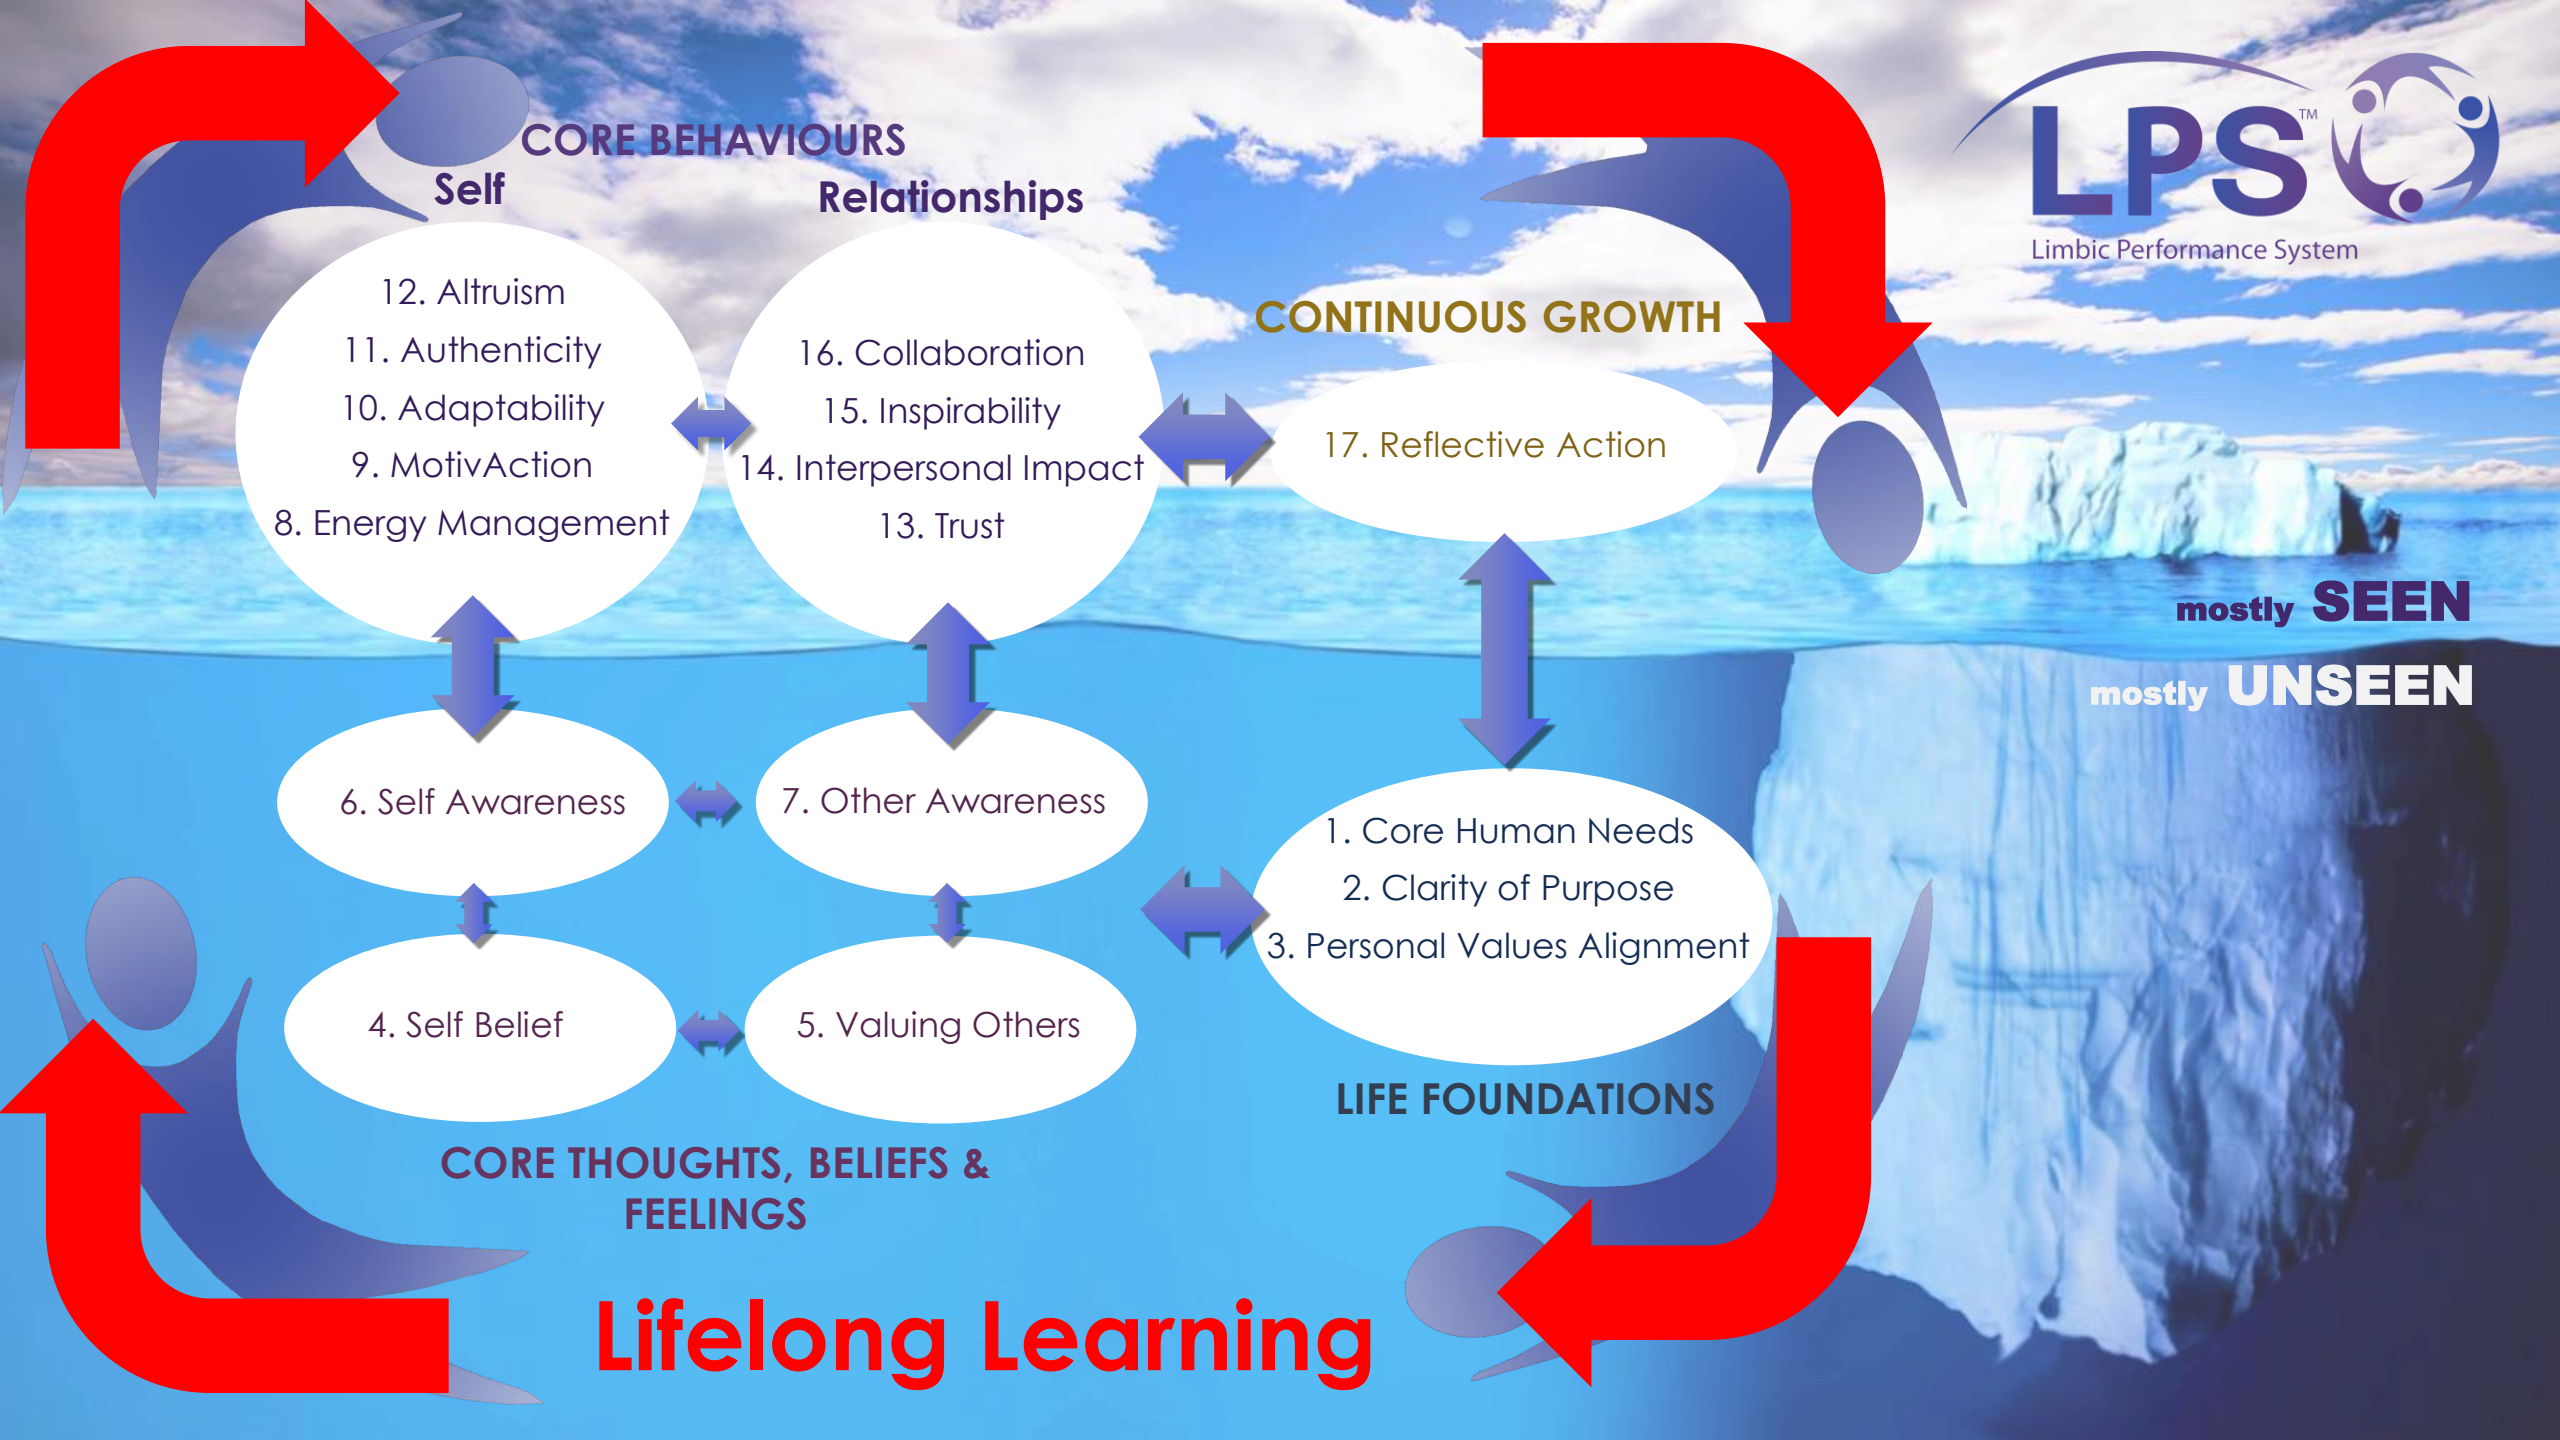 LPS™
Limbic Performance System
CORE BEHAVIOURS
Self
Relationships
12. Altruism
11. Authenticity
10. Adaptability
9. MotivAction
8. Energy Management
16. Collaboration
15. Inspirability
14. Interpersonal Impact
13. Trust
CONTINUOUS GROWTH
17. Reflective Action
mostly SEEN
mostly UNSEEN
6. Self Awareness
7. Other Awareness
4. Self Belief
5. Valuing Others
CORE THOUGHTS, BELIEFS &
FEELINGS
1. Core Human Needs
2. Clarity of Purpose
3. Personal Values Alignment
LIFE FOUNDATIONS
Lifelong Learning